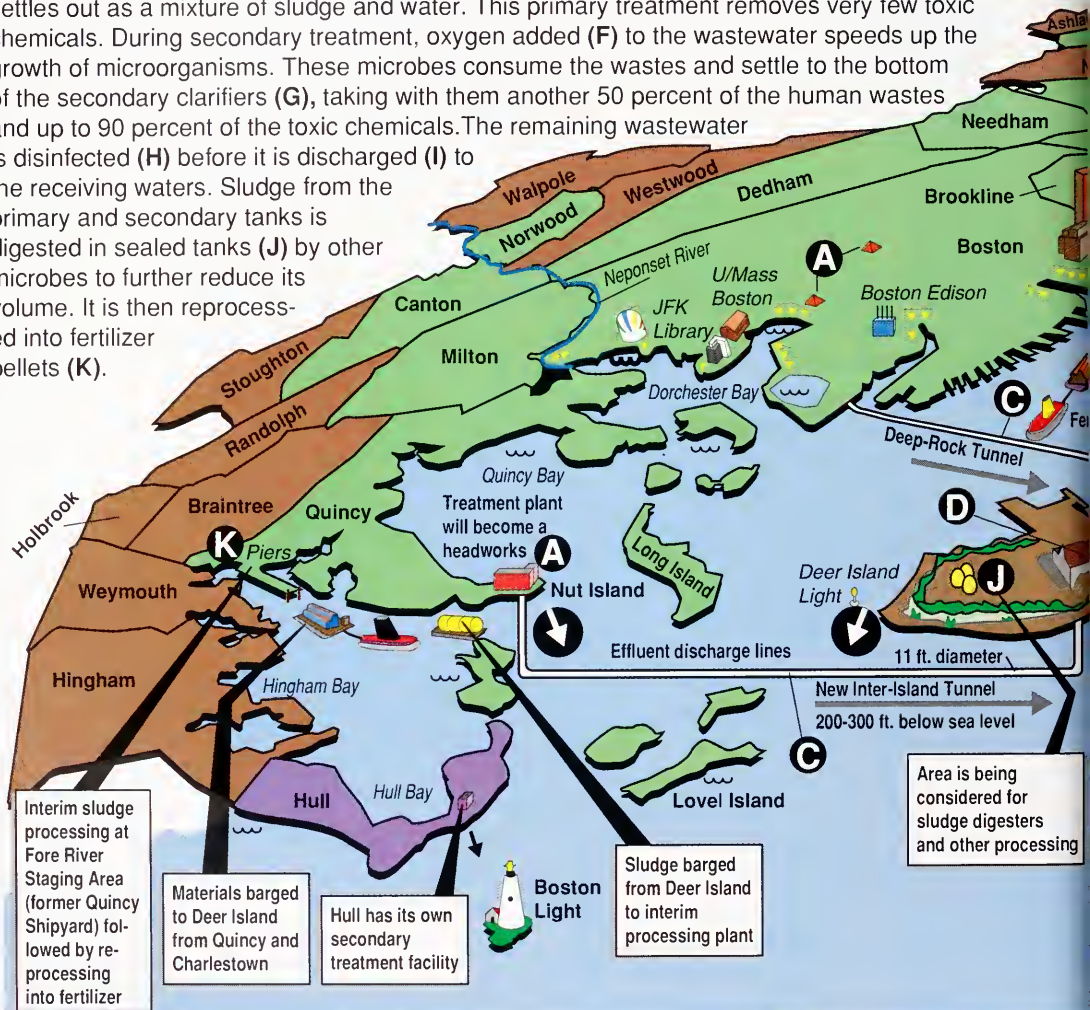 ettles out as a mixture of sludge and water. This primary treatment removes very few toxic
chemicals. During secondary treatment, oxygen added (F) to the wastewater speeds up the
growth of microorganisms. These microbes consume the wastes and settle to the bottom
of the secondary clarifiers (G), taking with them another 50 percent of the human wastes
and up to 90 percent of the toxic chemicals.The remaining wastewater
is disinfected (H) before it is discharged (I) to
the receiving waters. Sludge from the
primary and secondary tanks is
digested in sealed tanks (J) by other
microbes to further reduce its
volume. It is then reprocess-
ed into fertilizer
pellets (K).
Ashla
Needham
Brookline
Boston
Walpole
Westwood
Dedham
Norwood
Neponset River
U/Mass
Boston
A
Boston Edison
JFK
Library
Canton
Milton
Stoughton
Randolph
Dorchester Bay
C
Fer
Deep-Rock Tunnel
Quincy Bay
Holbrook
Braintree
Quincy
Treatment plant
will become a
headworks
A
Nut Island
Long Island
D
J
Deer Island
Light
K
Piers
Weymouth
Hingham
Hingham Bay
Effluent discharge lines
11 ft. diameter
New Inter-Island Tunnel
200-300 ft. below sea level
C
Hull
Hull Bay
Lovel Island
Boston
Light
Interim sludge
processing at
Fore River
Staging Area
(former Quincy
Shipyard) fol-
lowed by re-
processing
into fertilizer
Materials barged
to Deer Island
from Quincy and
Charlestown
Hull has its own
secondary
treatment facility
Sludge barged
from Deer Island
to interim
processing plant
Area is being
considered for
sludge digesters
and other processing